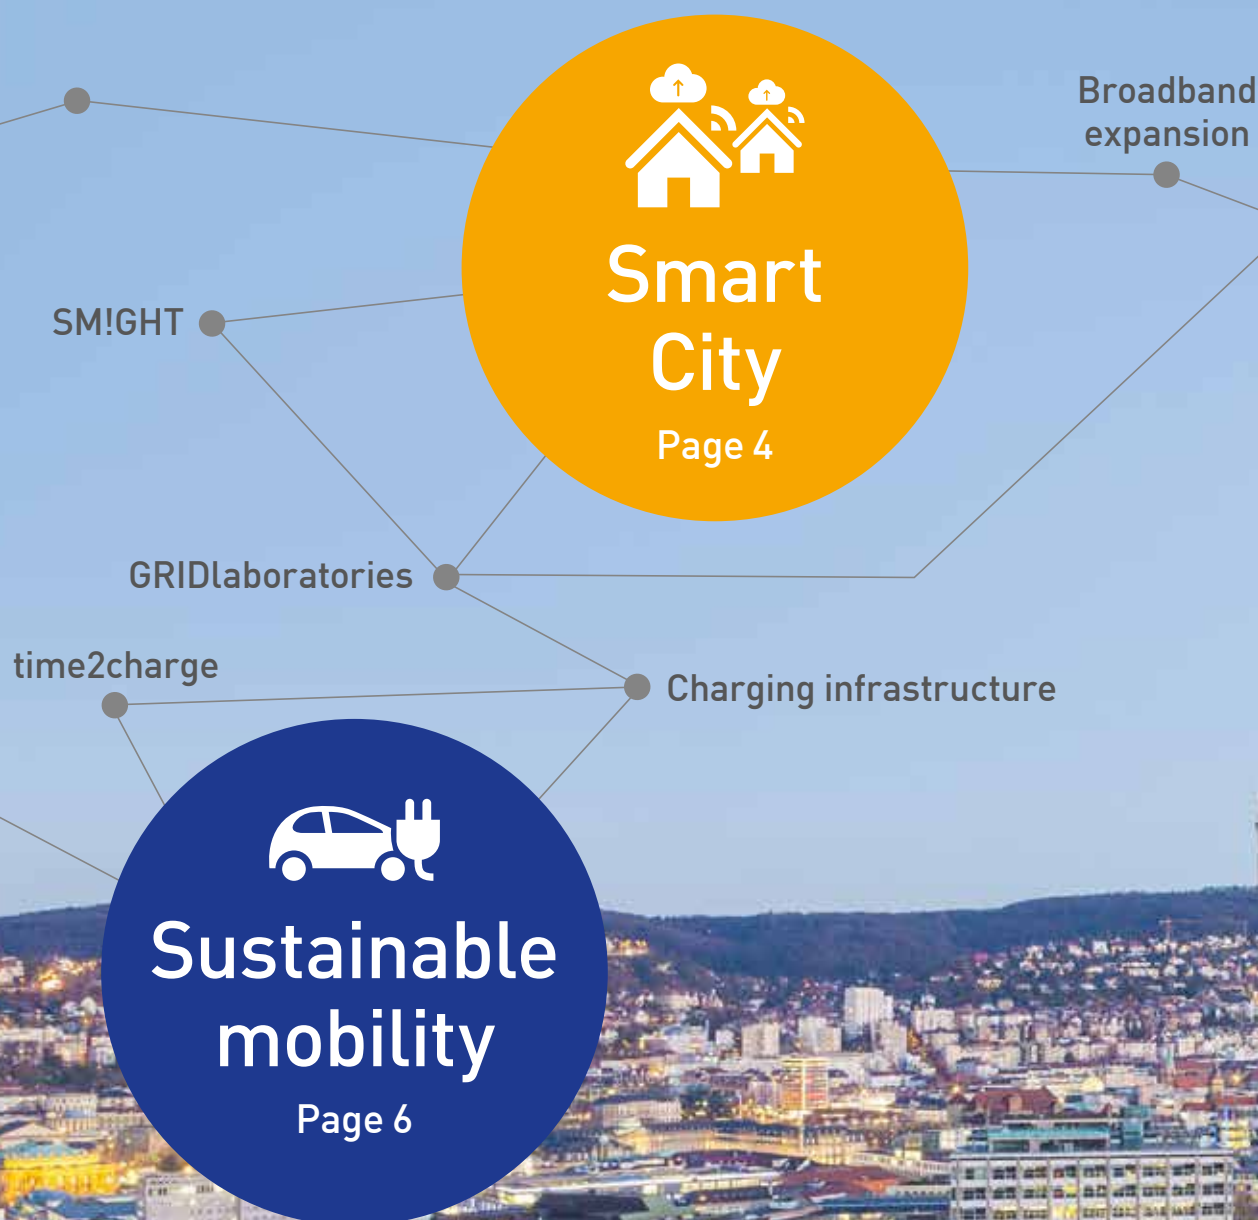 Broadband
expansion
Smart
City
Page 4
SM!GHT
GRIDlaboratories
time2charge
Charging infrastructure
Sustainable
mobility
Page 6